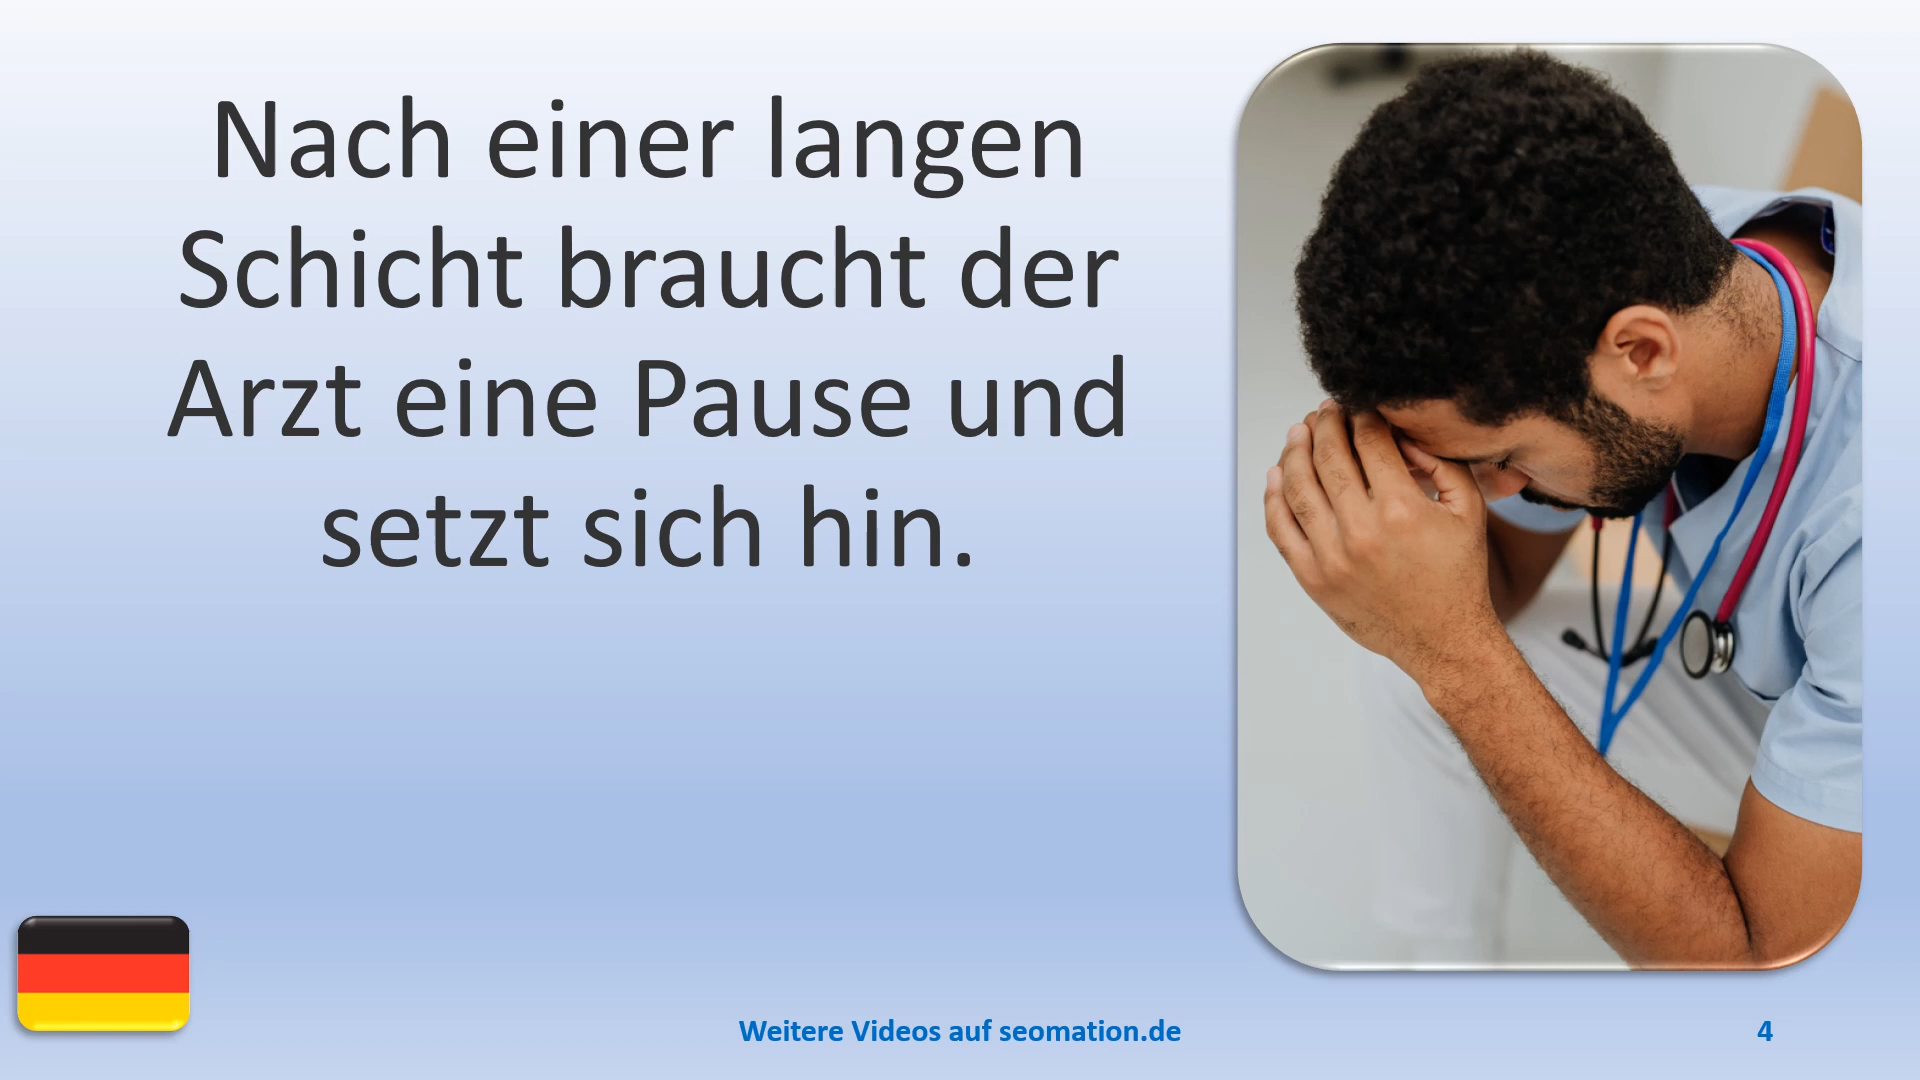 Nach einer langen
Schicht braucht der
Arzt eine Pause und
setzt sich hin.
Weitere Videos auf seomation.de
4